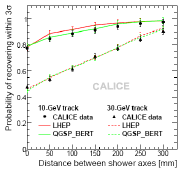 Probability of recovering within 3σ
1
0.8
0.6
0.4
0.2
0
CALICE
10-GeV track
30-GeV track
CALICE data
CALICE data
LHEP
LHEP
QGSP_BERT
QGSP_BERT
0 50 100 150 200 250 300
Distance between shower axes [mm]